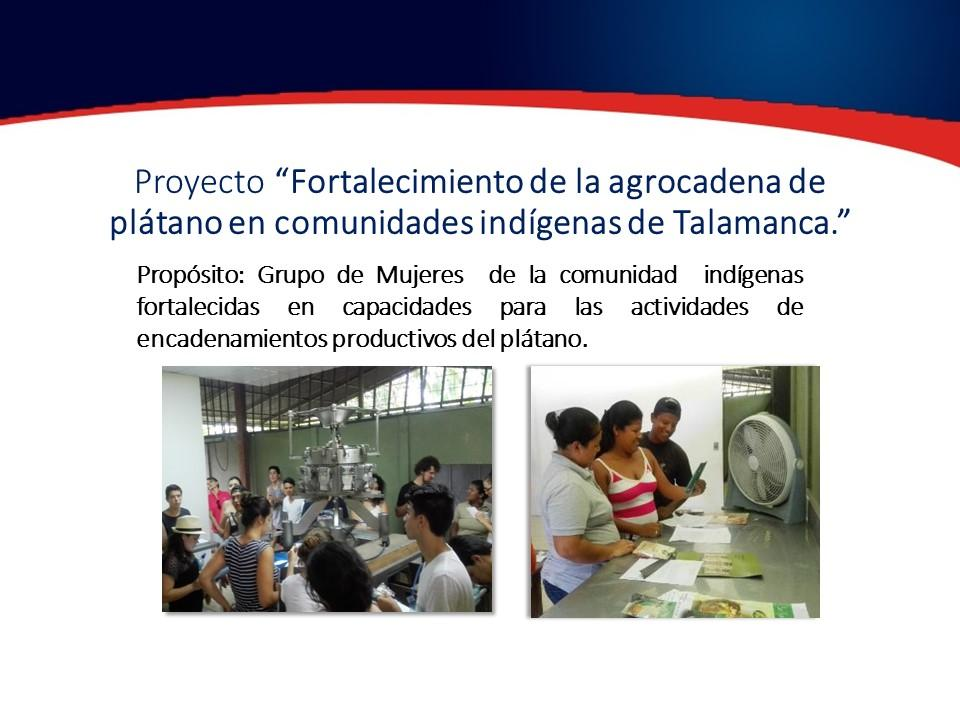 Proyecto “Fortalecimiento de la agrocadena de
plátano en comunidades indígenas de Talamanca.”
Propósito: Grupo de Mujeres de la comunidad indígenas
fortalecidas en capacidades para las actividades de
encadenamientos productivos del plátano.